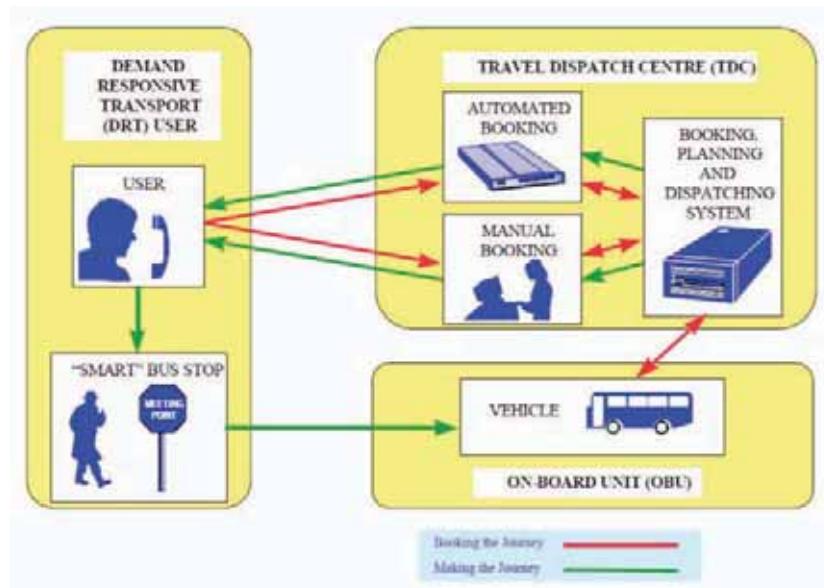 DEMAND
RESPONSIVE
TRANSPORT
(DRT) USER
USER
"SMART" BUS STOP
MEETING
POINT
TRAVEL DISPATCH CENTRE (TDC)
AUTOMATED
BOOKING
MANUAL
BOOKING
BOOKING,
PLANNING
AND
DISPATCHING
SYSTEM
VEHICLE
ON-BOARD UNIT (OBU)
Booking the Journey
Making the Journey